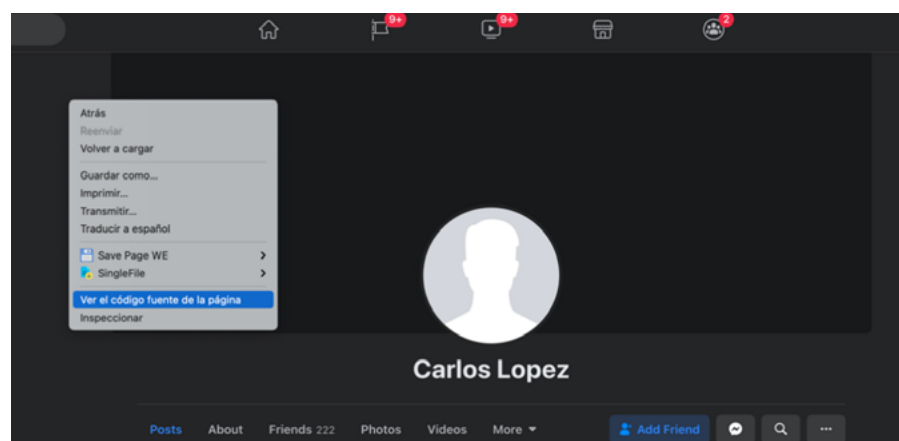 9+
9+
2
Atrás
Reenviar
Volver a cargar
Guardar como...
Imprimir...
Transmitir...
Traducir a español
Save Page WE
SingleFile
Ver el código fuente de la página
Inspeccionar
Carlos Lopez
Posts About Friends 222 Photos Videos More Add Friend